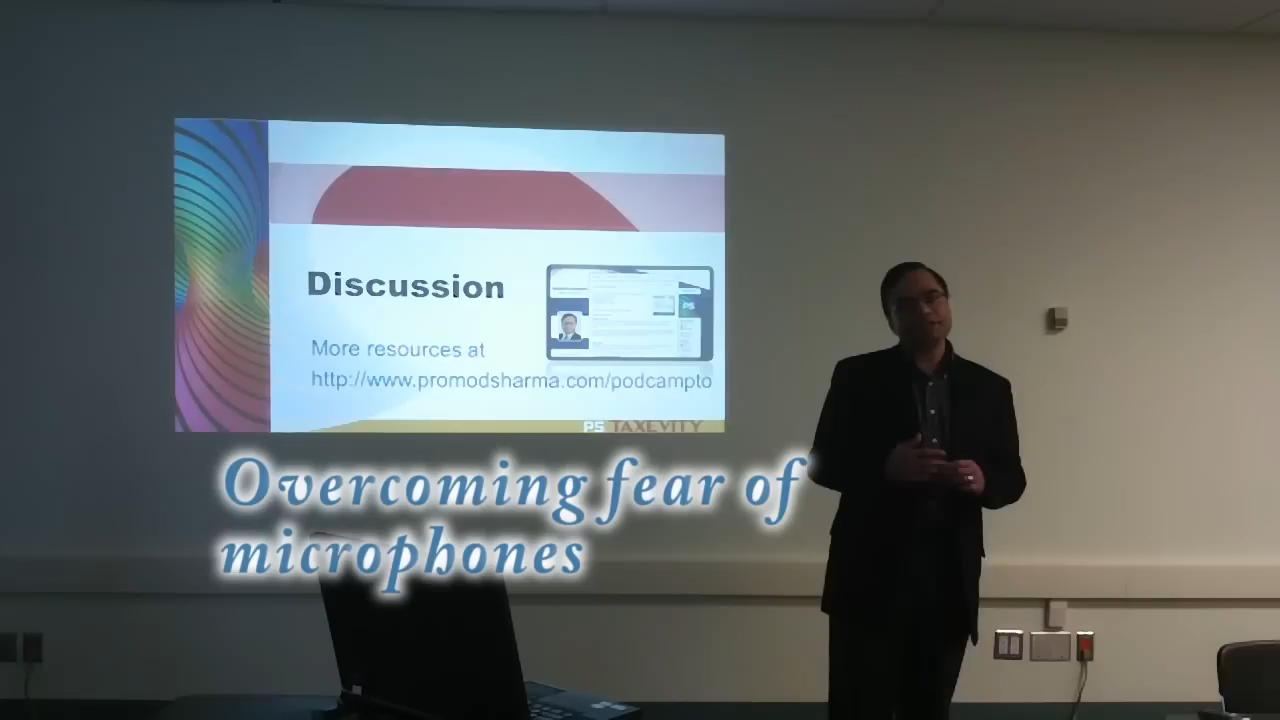 Discussion
More resources at
http://www.promodsharma.com/podcampto
PS TAXEVITY
Overcoming fear of
microphones